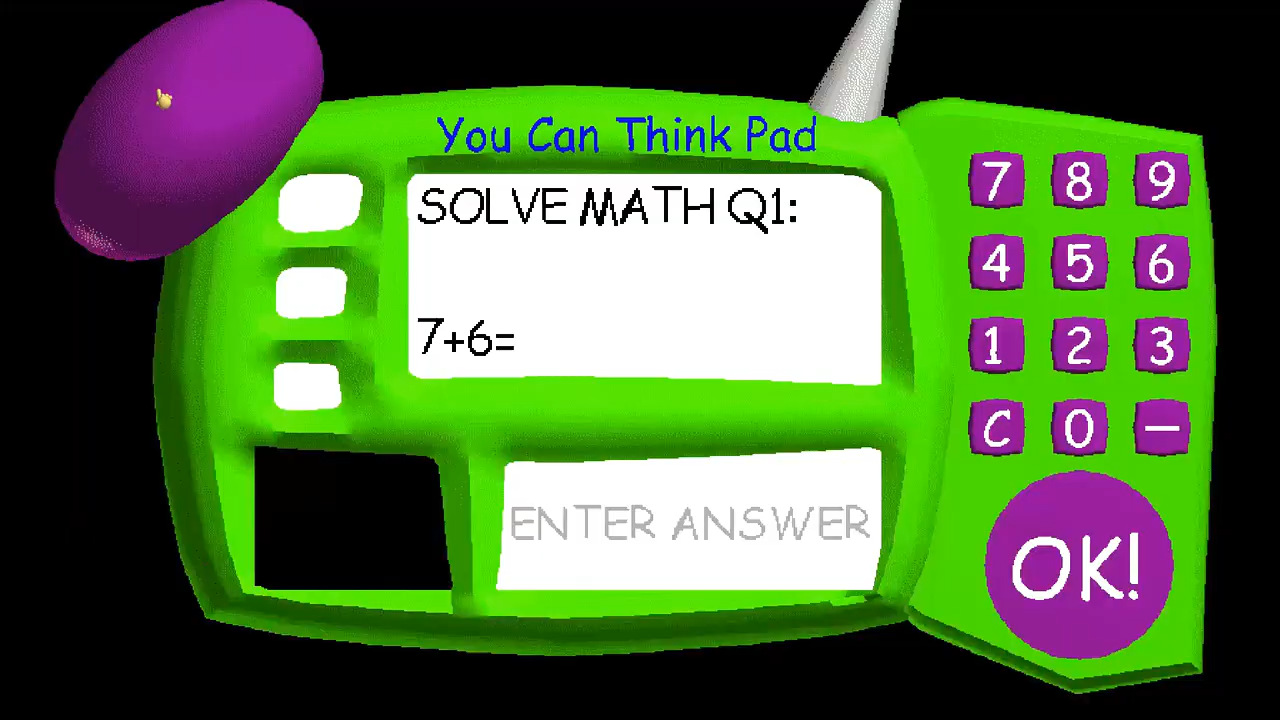 You Can Think Pad
SOLVE MATH Q1:
7+6=
ENTER ANSWER
7 8 9
4 5 6
1 2 3
C 0 —
OK!